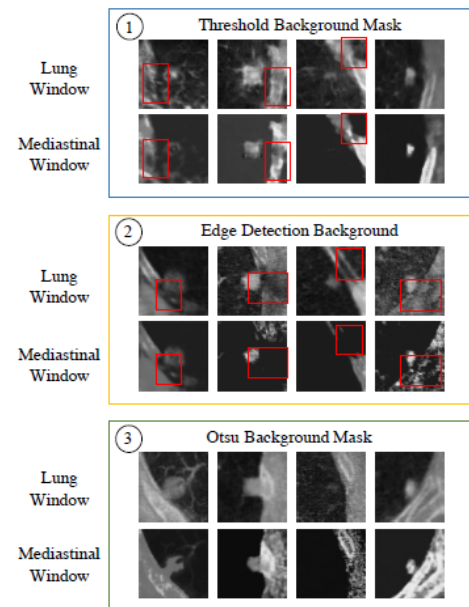 1 Threshold Background Mask
Lung
Window
Mediastinal
Window
2 Edge Detection Background
Lung
Window
Mediastinal
Window
3 Otsu Background Mask
Lung
Window
Mediastinal
Window